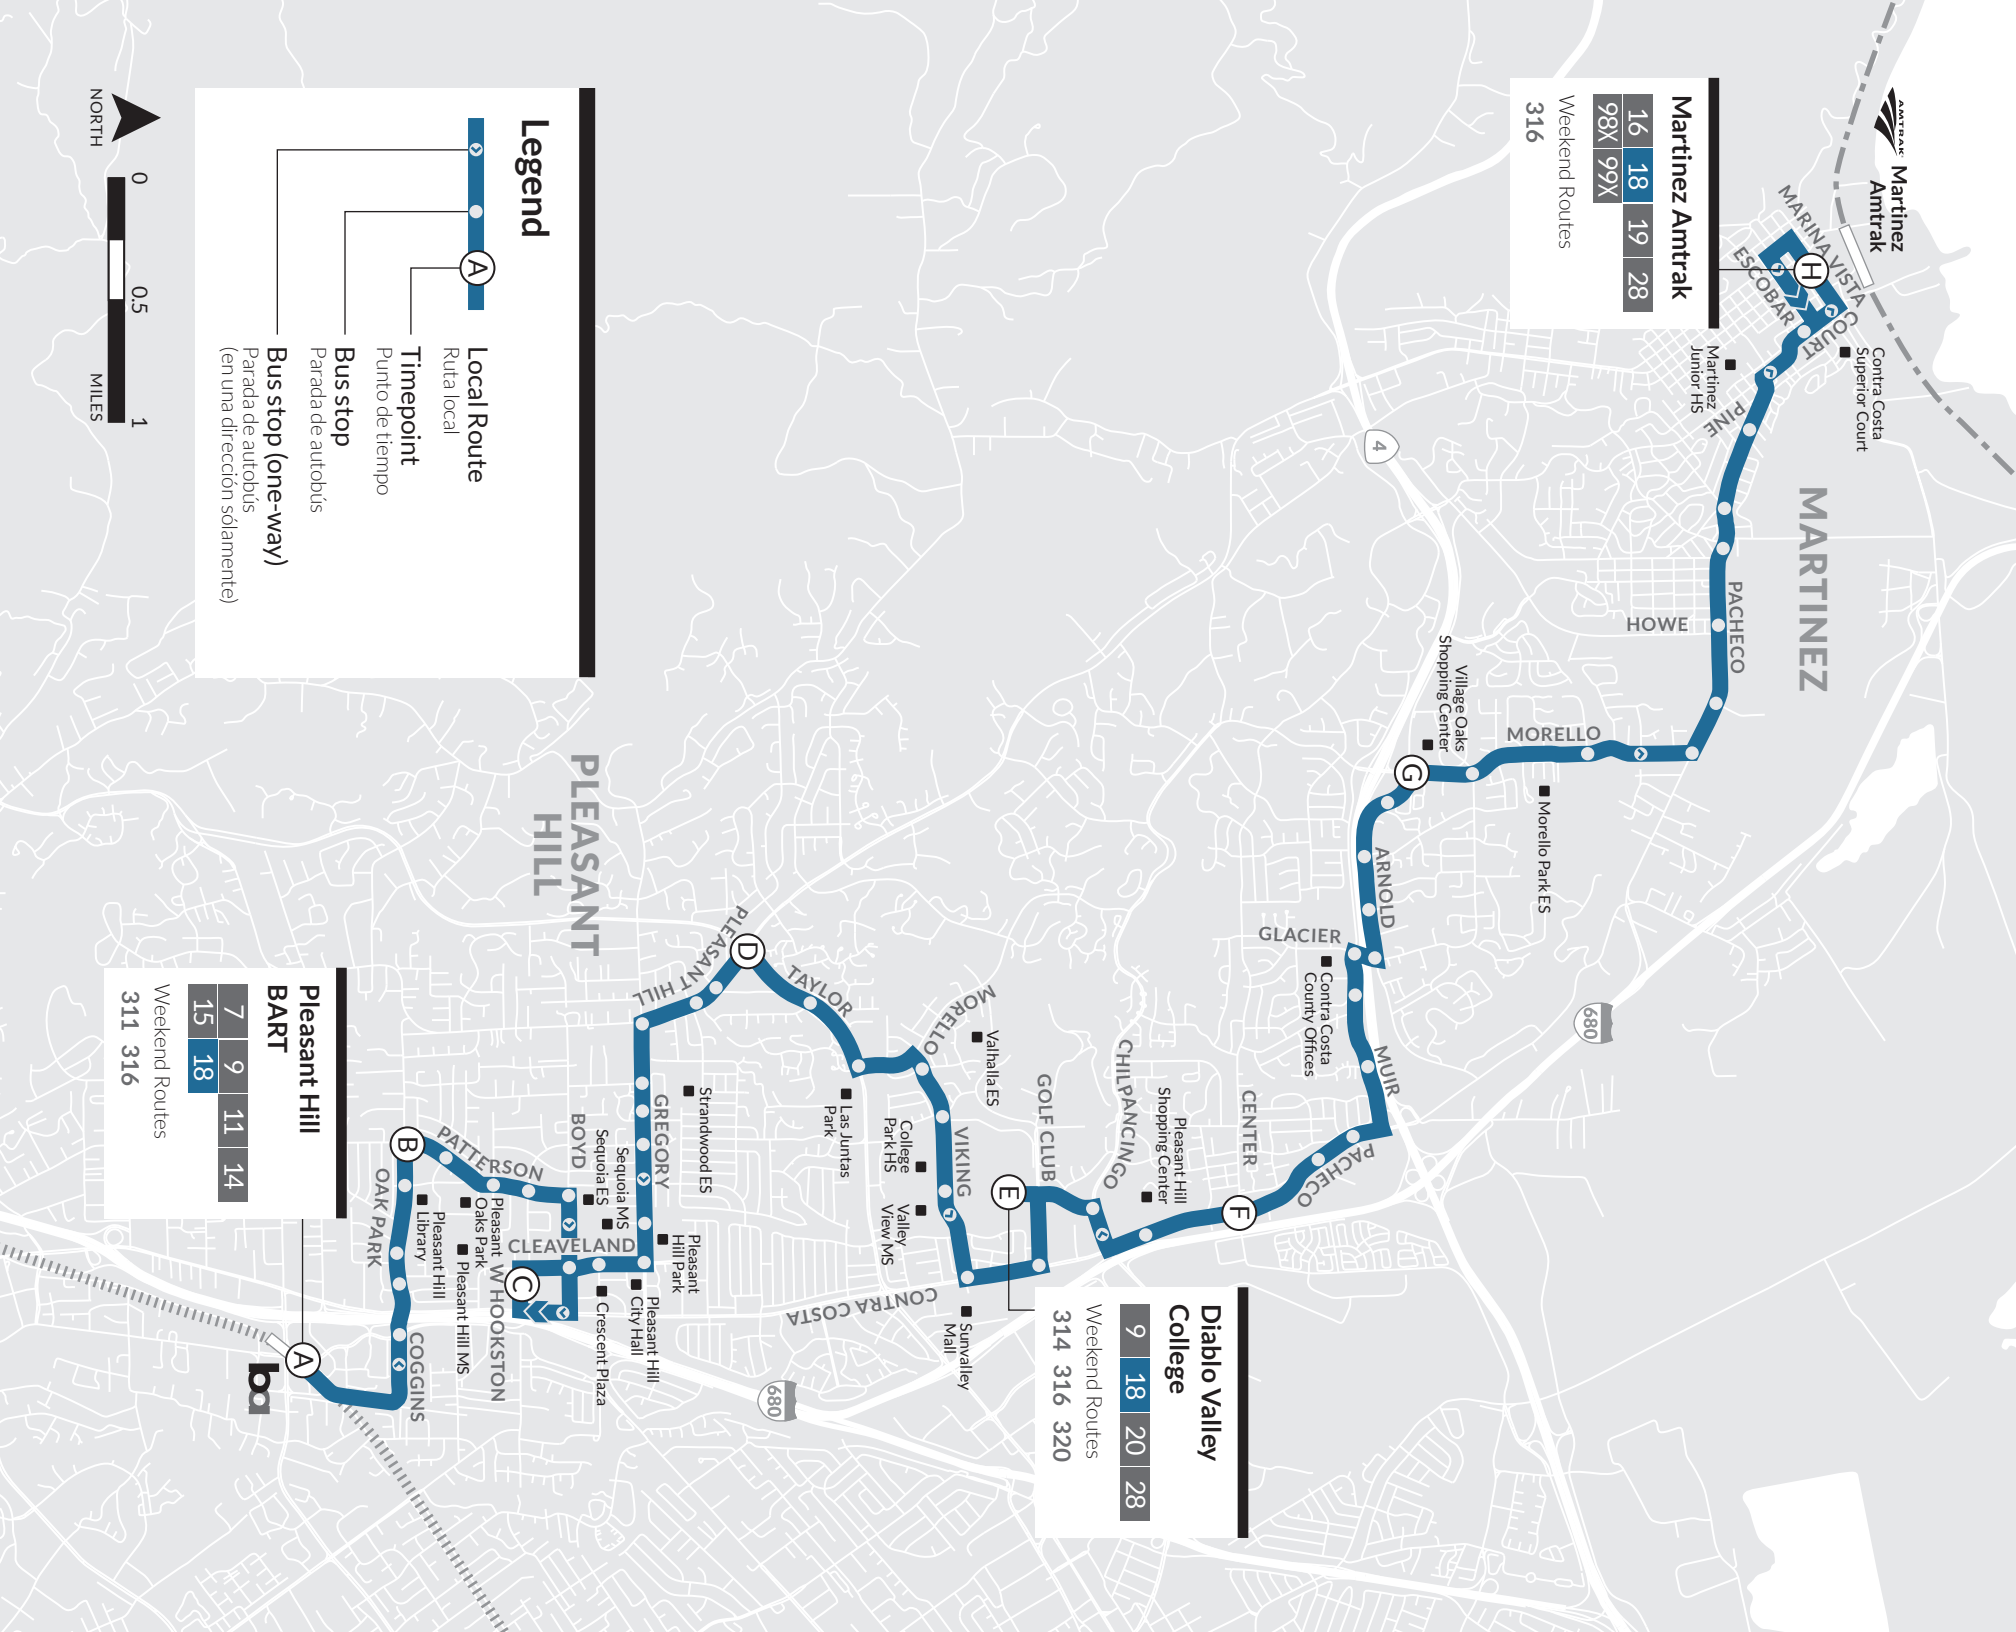 AMTRAK
Martinez
Amtrak
MARINA VISTA
ESCOBAR
COURT
Contra Costa
Superior Court
Martinez
Junior HS
PINE
MARTINEZ
PACHECO
HOWE
Martinez Amtrak
16 18 19 28
98X 99X
Weekend Routes
316
4
Village Oaks
Shopping Center
MORELLO
Morello Park ES
ARNOLD
GLACIER
Contra Costa
County Offices
MUIR
680
PACHECO
CENTER
Pleasant Hill
Shopping Center
CHILPANCINGO
GOLF CLUB
Valhalla ES
MORELLO
VIKING
College
Park HS
Valley
View MS
Las Juntas
Park
TAYLOR
PLEASANT HILL
PLEASANT
HILL
Strandwood ES
GREGORY
Sequoia MS
Sequoia ES
BOYD
Pleasant
Hill Park
CLEAVELAND
Pleasant Hill
City Hall
Crescent Plaza
CONTRA COSTA
Sunvalley
Mall
680
PATTERSON
Pleasant
Oaks Park
W HOOKSTON
Pleasant Hill MS
Pleasant Hill
Library
OAK PARK
COGGINS
ba
A
B
C
D
E
F
G
H
Diablo Valley
College
9 18 20 28
Weekend Routes
314 316 320
Pleasant Hill
BART
7 9 11 14
15 18
Weekend Routes
311 316
Legend
A
Local Route
Ruta local
Timepoint
Punto de tiempo
Bus stop
Parada de autobús
Bus stop (one-way)
Parada de autobús
(en una dirección sólamente)
0 0.5 1
NORTH
MILES